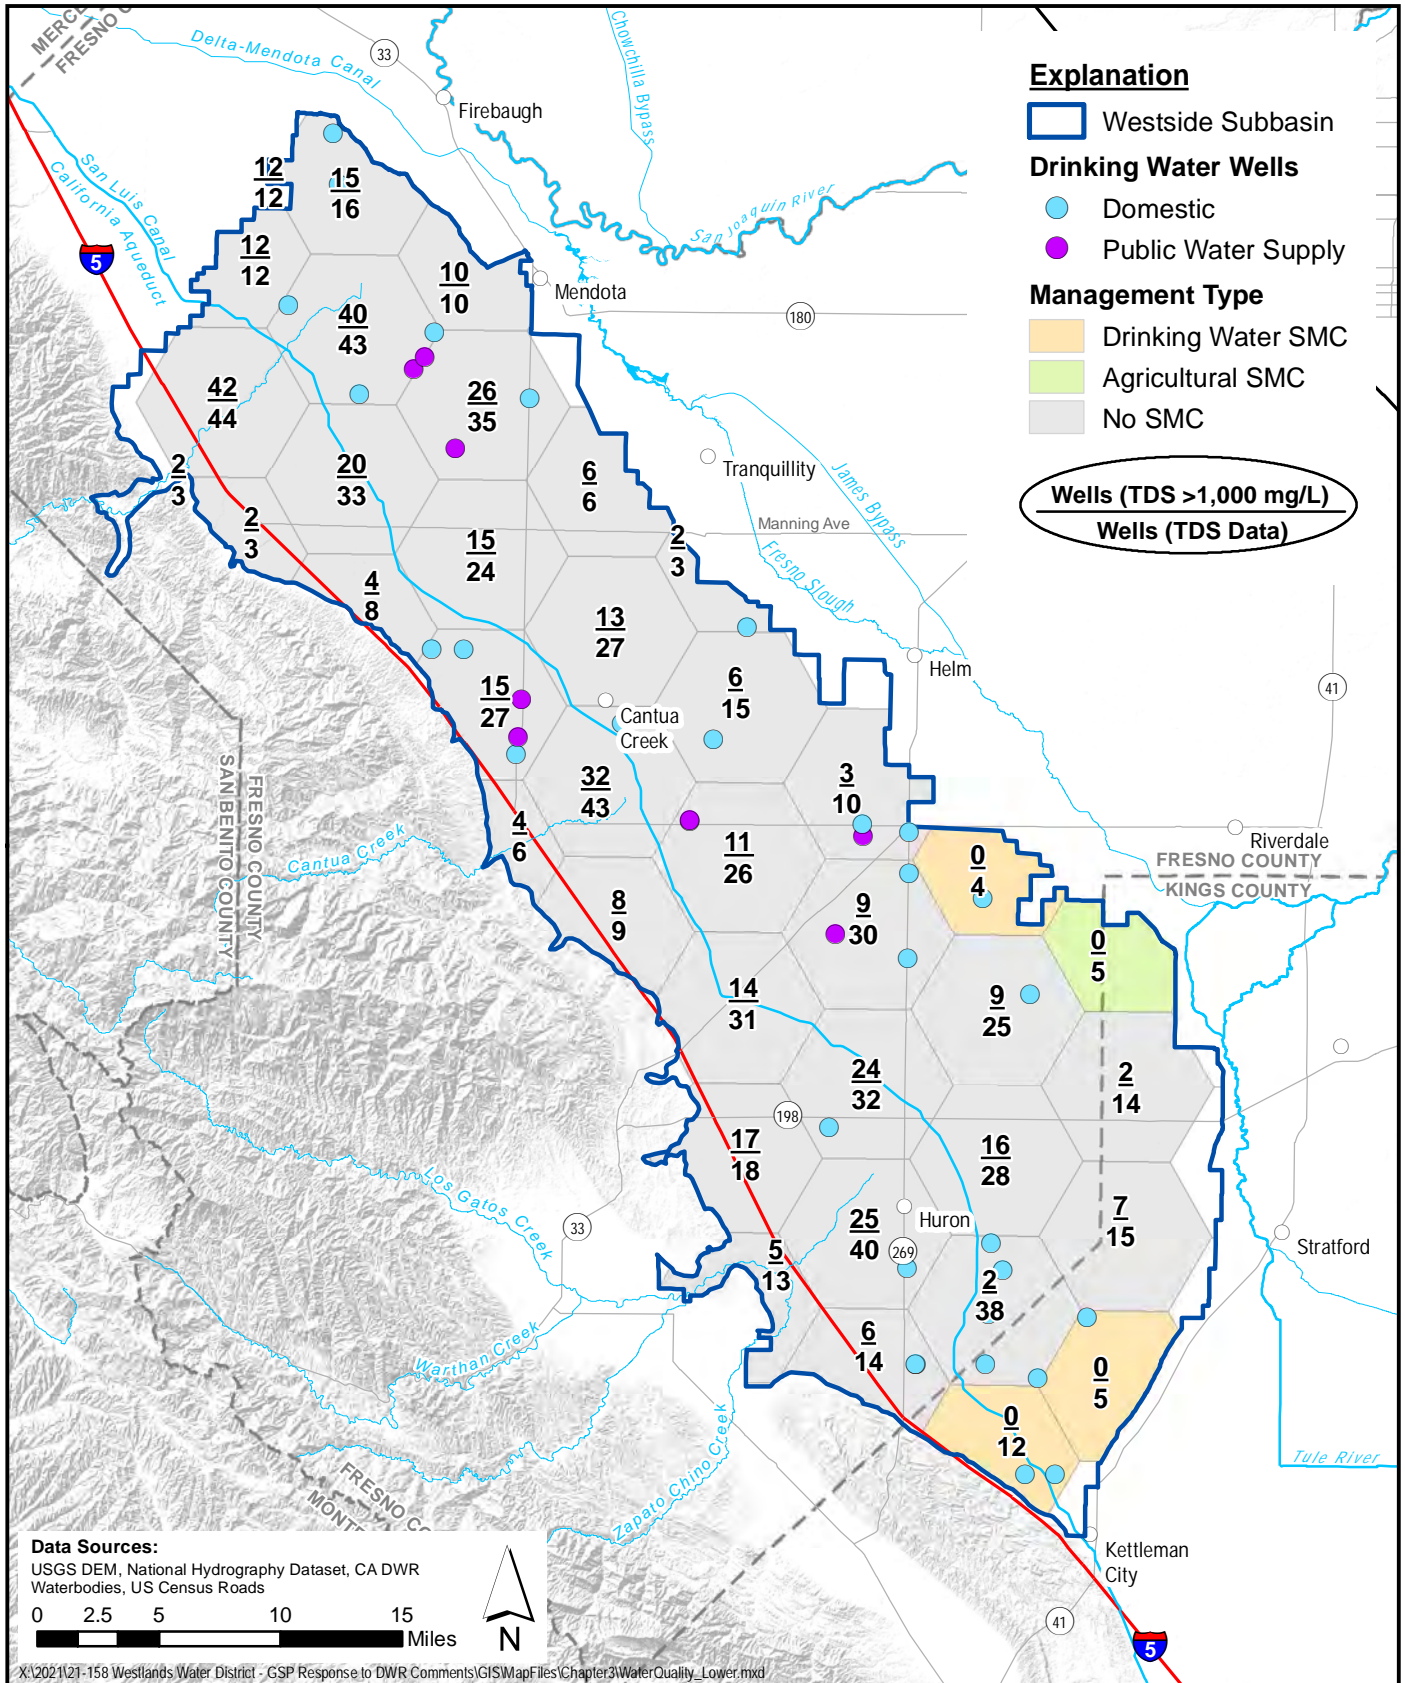 MERCE
FRESNO C
Delta-Mendota Canal
33
Chowchilla Bypass
Firebaugh
San Luis Canal
California Aqueduct
5
San Joaquin River
Mendota
180
Explanation
Westside Subbasin
Drinking Water Wells
Domestic
Public Water Supply
Management Type
Drinking Water SMC
Agricultural SMC
No SMC
Wells (TDS >1,000 mg/L)
Wells (TDS Data)
12
12
15
16
12
12
10
10
40
43
42
44
26
35
2
3
20
33
6
6
Tranquillity
James Bypass
Manning Ave
Fresno Slough
2
3
15
24
2
3
4
8
13
27
Helm
41
6
15
15
27
Cantua
Creek
32
43
3
10
4
6
Cantua Creek
11
26
0
4
Riverdale
FRESNO COUNTY
KINGS COUNTY
FRESNO COUNTY
SAN BENITO COUNTY
8
9
9
30
0
5
14
31
9
25
24
32
2
14
198
17
18
16
28
Los Gatos Creek
33
25
40
Huron
269
7
15
Stratford
5
13
2
38
Warthan Creek
6
14
0
5
0
12
Zapato Chino Creek
Tule River
FRESNO CO
MONT
Kettleman
City
41
5
Data Sources:
USGS DEM, National Hydrography Dataset, CA DWR
Waterbodies, US Census Roads
0 2.5 5 10 15
Miles
N
X:\2021\21-158 Westlands Water District - GSP Response to DWR Comments\GIS\MapFiles\Chapter3\WaterQuality_Lower.mxd